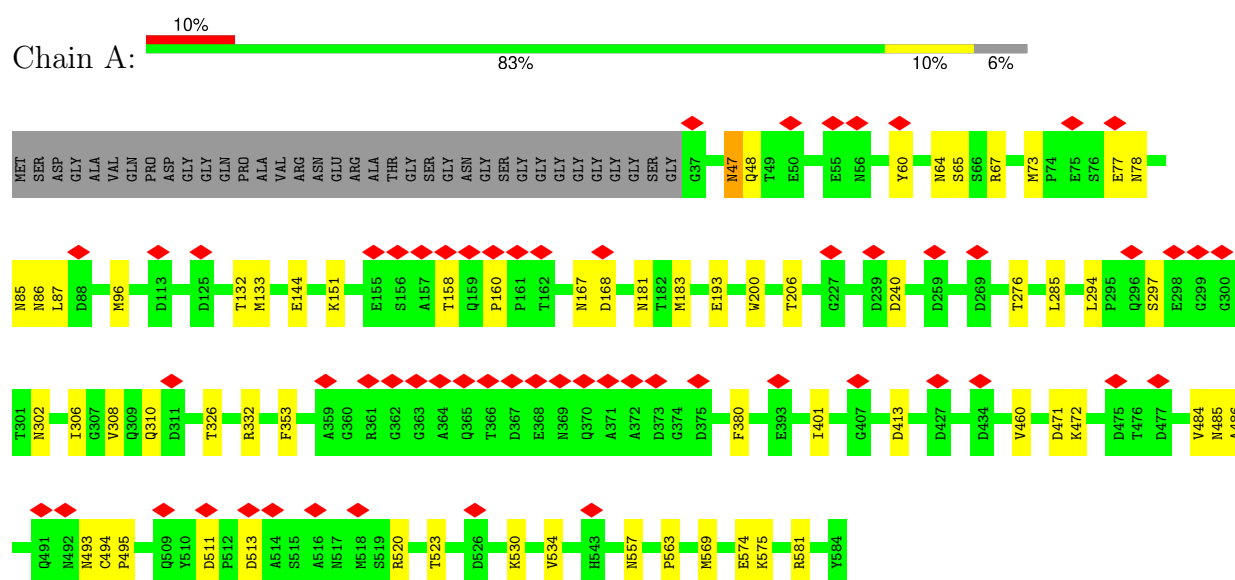 10%
Chain A:
83% 10% 6%
MET SER ASP GLY ALA VAL GLN PRO ASP GLY GLY GLN PRO ALA VAL ARG ASN GLU ARG ALA THR GLY SER GLY ASN GLY SER GLY GLY GLY GLY GLY GLY GLY SER GLY G37 N47 Q48 T49 E50 E55 N56 Y60 N64 S65 S66 R67 M73 P74 E75 S76 E77 N78
N85 N86 L87 D88 M96 D113 D125 T132 M133 E144 K151 E155 S156 A157 T158 Q159 P160 P161 T162 N167 D168 N181 T182 M183 E193 W200 T206 G227 D239 D240 D259 D269 T276 L285 L294 P295 Q296 S297 E298 G299 G300
T301 N302 I306 G307 V308 Q309 Q310 D311 T326 R332 F353 A359 G360 R361 G362 G363 A364 Q365 T366 D367 E368 N369 Q370 A371 A372 D373 G374 D375 F380 E393 I401 G407 D413 D427 D434 V460 D471 K472 D475 T476 D477 V484 N485 A486
Q491 N492 N493 C494 P495 Q509 Y510 D511 P512 D513 A514 S515 A516 N517 M518 S519 R520 T523 D526 K530 V534 H543 N557 P563 M569 E574 K575 R581 Y584